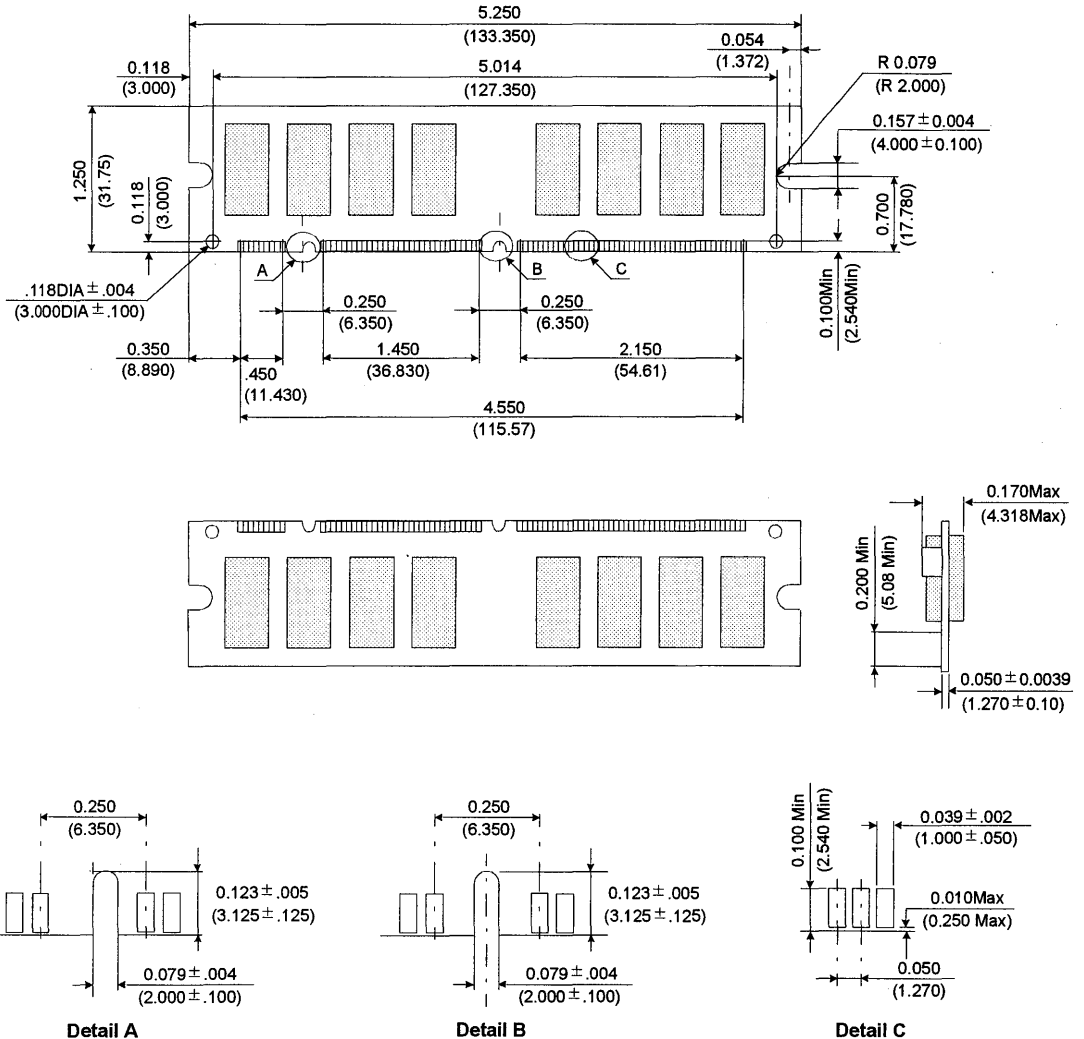 5.250
(133.350)
0.054
(1.372)
0.118
(3.000)
5.014
(127.350)
R 0.079
(R 2.000)
0.157 ± 0.004
(4.000 ± 0.100)
1.250
(31.75)
0.118
(3.000)
0.700
(17.780)
A
B
C
.118DIA ± .004
(3.000DIA ± .100)
0.250
(6.350)
0.250
(6.350)
0.100Min
(2.540Min)
0.350
(8.890)
.450
(11.430)
1.450
(36.830)
2.150
(54.61)
4.550
(115.57)
0.170Max
(4.318Max)
0.200 Min
(5.08 Min)
0.050 ± 0.0039
(1.270 ± 0.10)
0.250
(6.350)
0.123 ± .005
(3.125 ± .125)
0.079 ± .004
(2.000 ± .100)
Detail A
0.250
(6.350)
0.123 ± .005
(3.125 ± .125)
0.079 ± .004
(2.000 ± .100)
Detail B
0.100 Min
(2.540 Min)
0.039 ± .002
(1.000 ± .050)
0.010Max
(0.250 Max)
0.050
(1.270)
Detail C